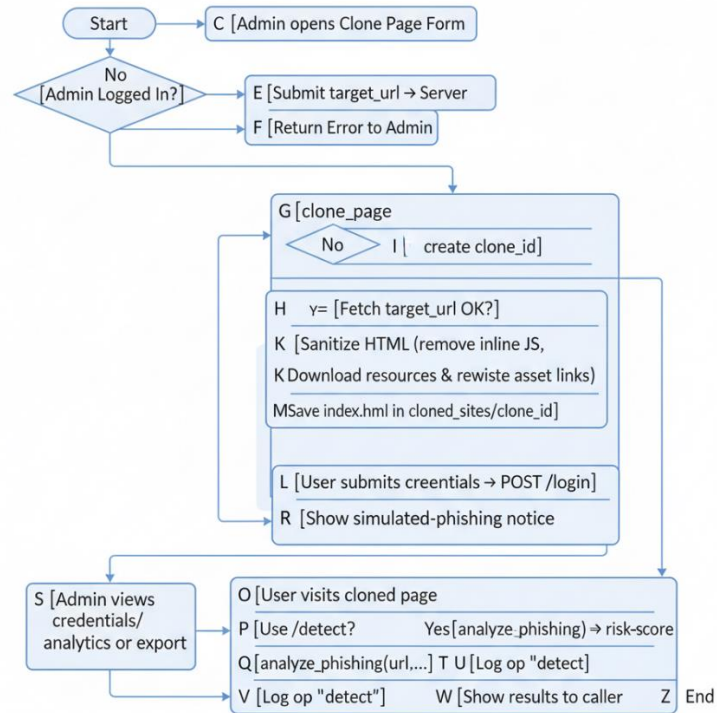 Start
C [Admin opens Clone Page Form
No
[Admin Logged In?]
E [Submit target_url → Server
F [Return Error to Admin
G [clone_page
No
I [ create clone_id]
H y= [Fetch target_url OK?]
K [Sanitize HTML (remove inline JS,
K Download resources & rewiste asset links)
MSave index.hml in cloned_sites/clone_id]
L [User submits creentials → POST /login]
R [Show simulated-phishing notice
S [Admin views
credentials/
analytics or export
O [User visits cloned page
P [Use /detect? Yes[analyze_phishing) → risk-score
Q [analyze_phishing(url,...] T U [Log op "detect]
V [Log op "detect"] W [Show results to caller Z End